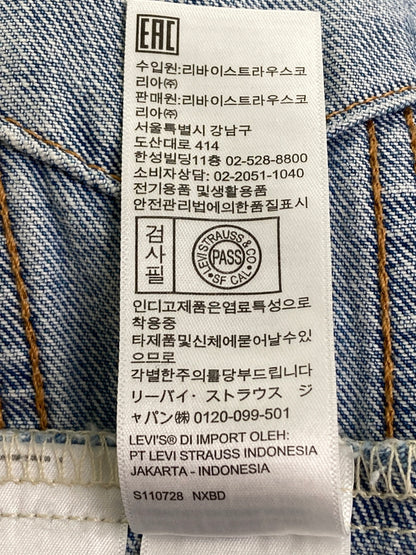 EAC
수입원:리바이스트라우스코
리아㈜
판매원:리바이스트라우스코
리아㈜
서울특별시 강남구
도산대로 414
한성빌딩11층 02-528-8800
소비자상담: 02-2051-1040
전기용품 및생활용품
안전관리법에의한품질표시
검사필
LEVI STRAUSS & CO
PASS
SF CAL
인디고제품은염료특성으로
착용중
타제품및신체에묻어날수있
으므로
각별한주의를당부드립니다
リーバイ・ストラウス ジ
ャパン㈱ 0120-099-501
LEVI'S® DI IMPORT OLEH:
PT LEVI STRAUSS INDONESIA
JAKARTA - INDONESIA
S110728 NXBD